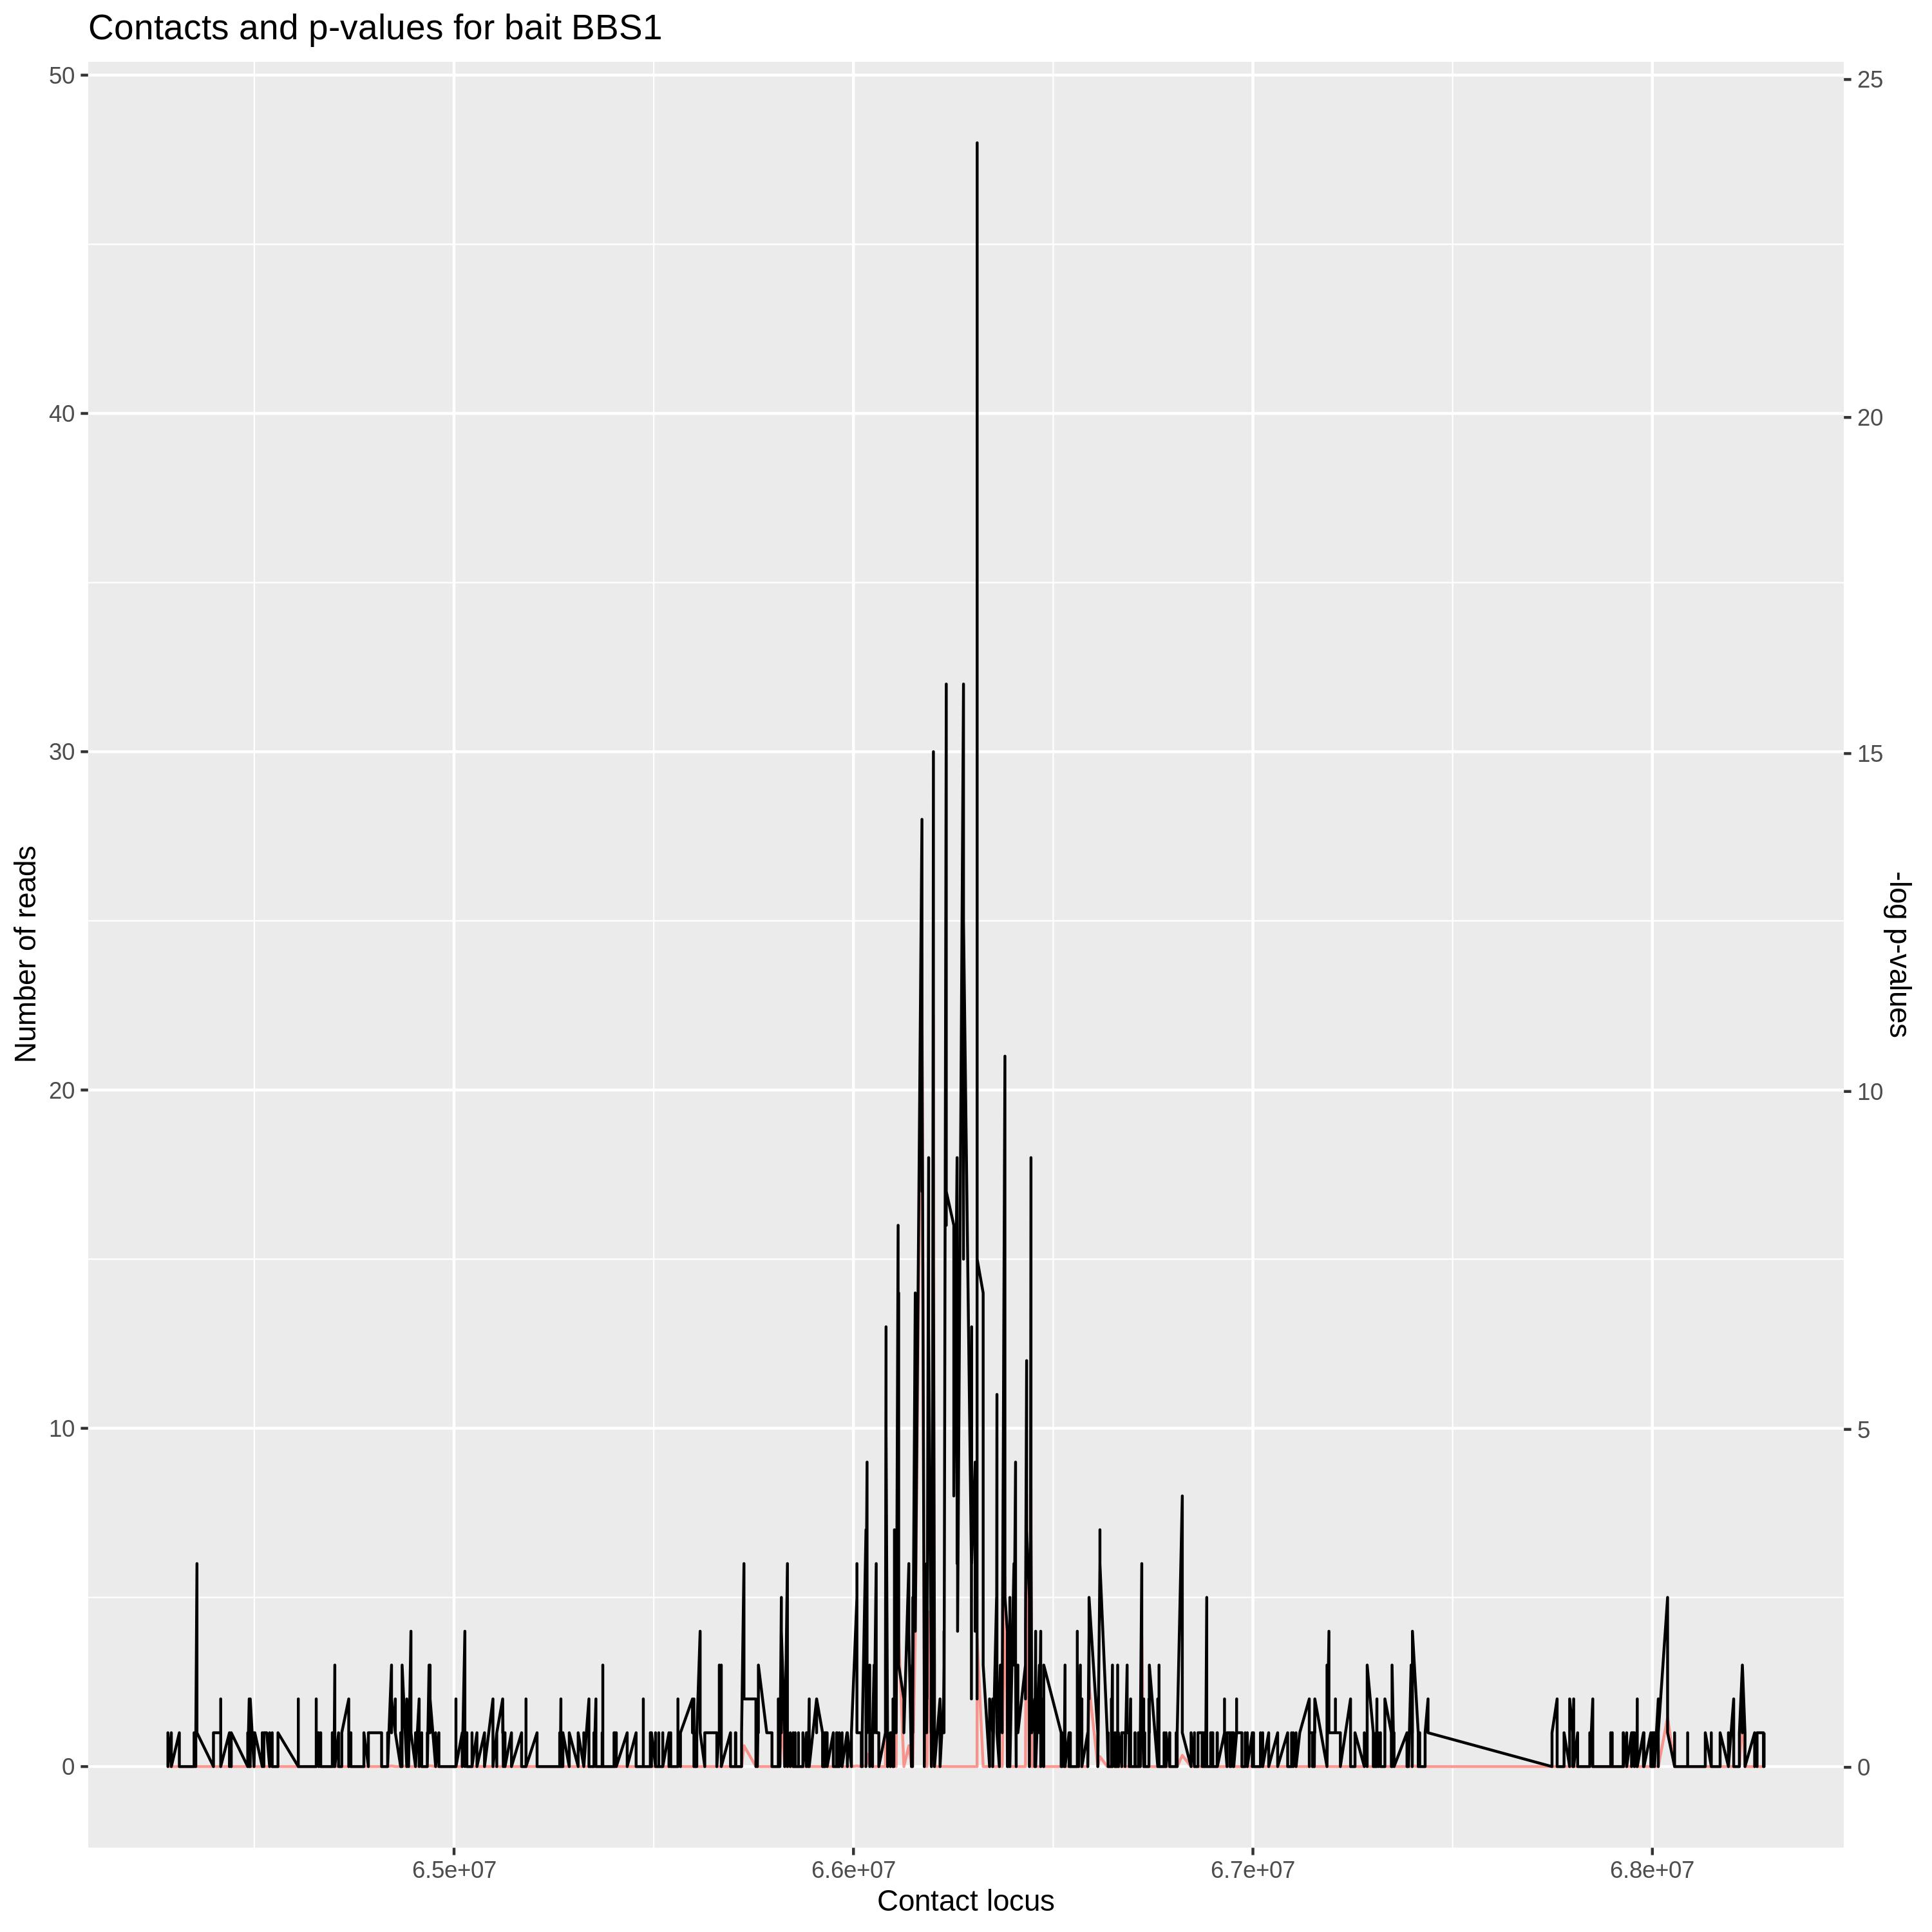 Contacts and p-values for bait BBS1
50
40
30
20
10
0
Number of reads
25
20
15
10
5
0
-log p-values
6.5e+07
6.6e+07
6.7e+07
6.8e+07
Contact locus